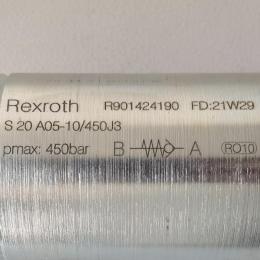 Rexroth R901424190 FD:21W29
S 20 A05-10/450J3
pmax: 450bar B A RO10